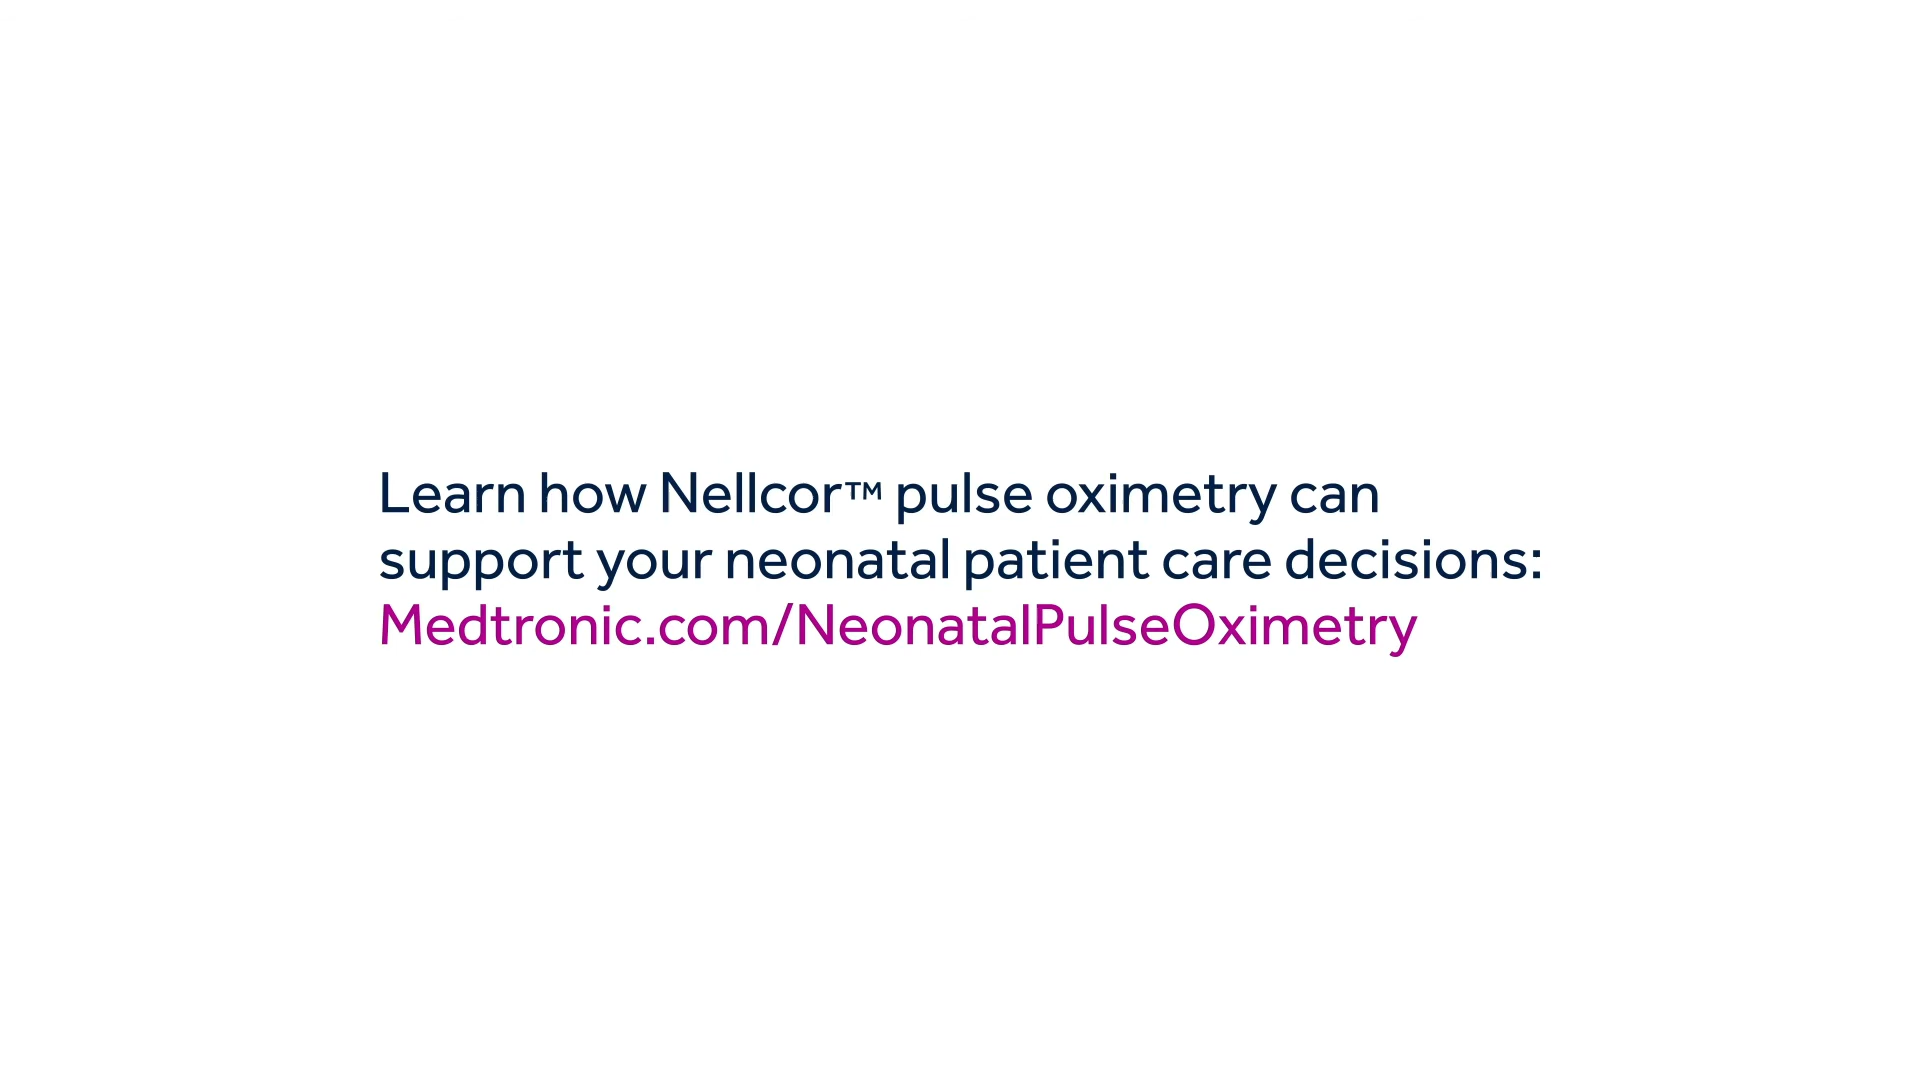 Learn how Nellcor™ pulse oximetry can
support your neonatal patient care decisions:
Medtronic.com/NeonatalPulseOximetry